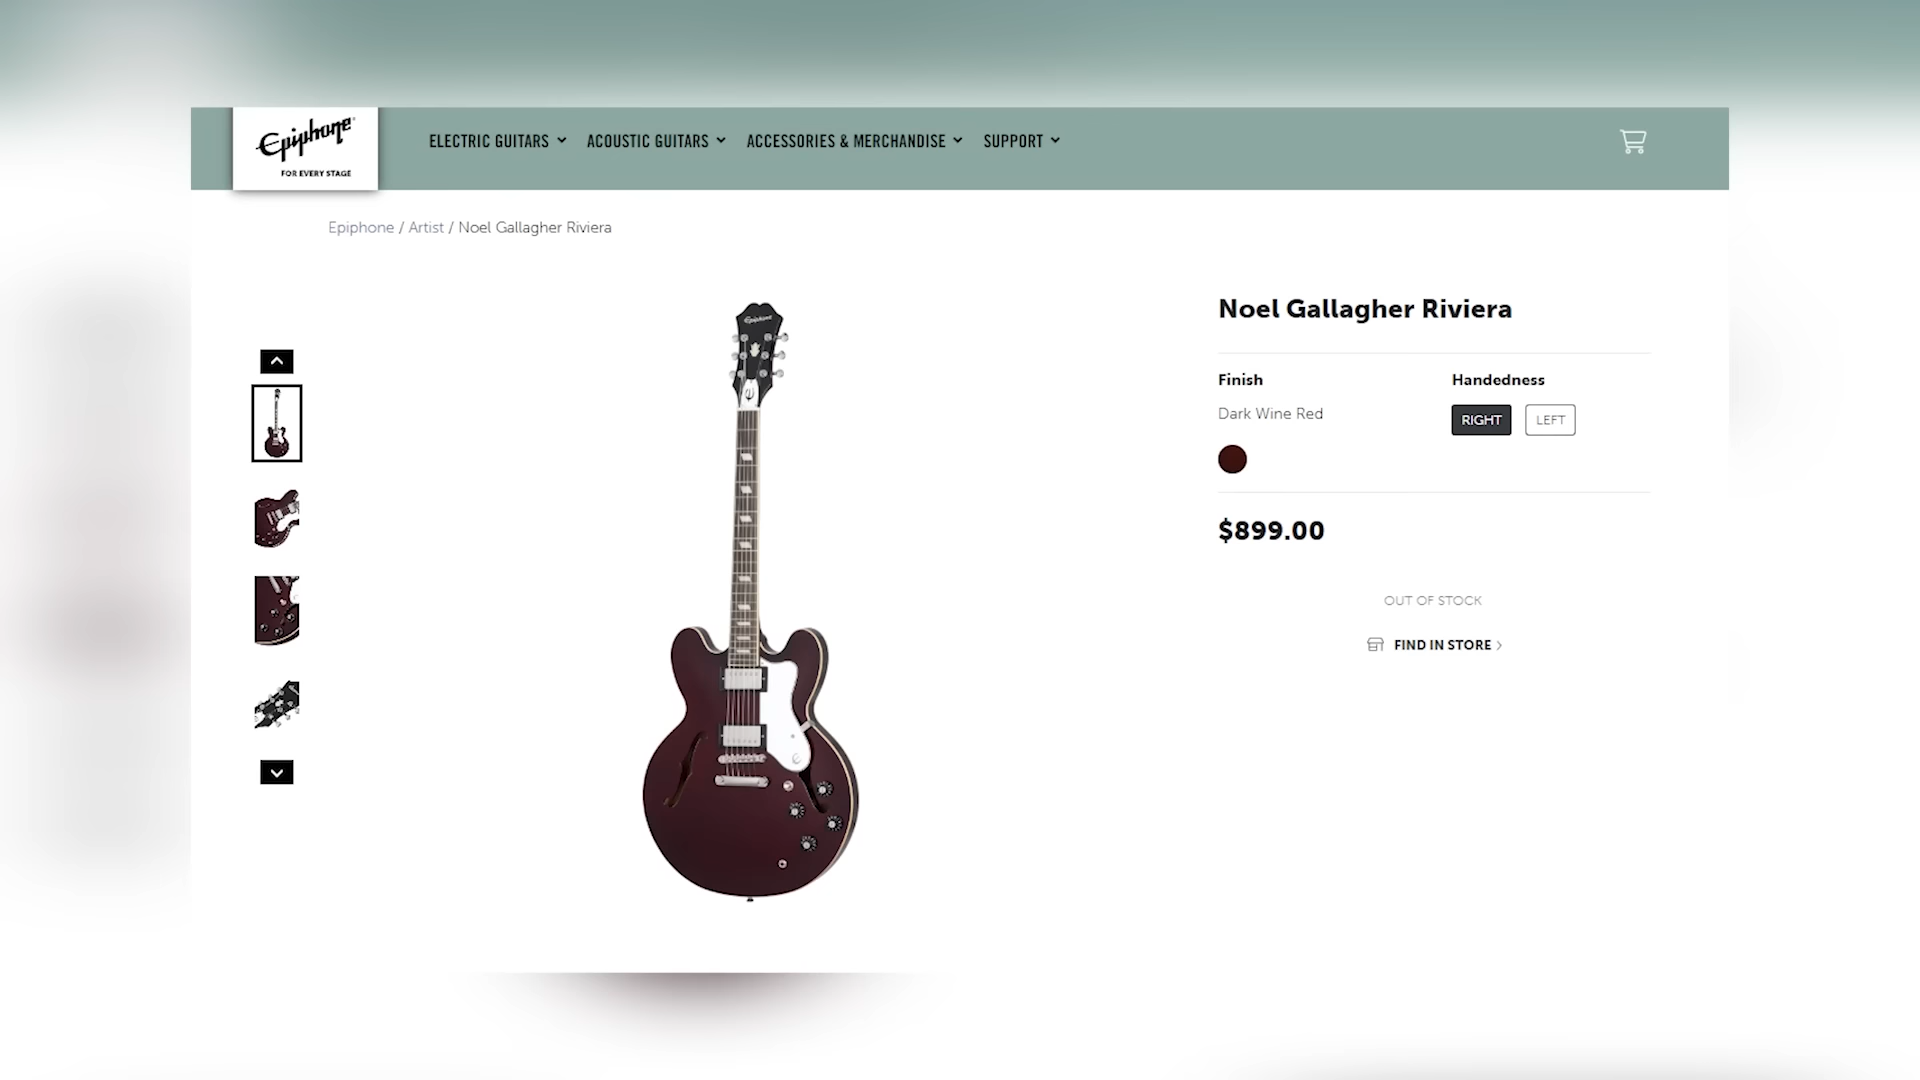 Epiphone
FOR EVERY STAGE
ELECTRIC GUITARS
ACOUSTIC GUITARS
ACCESSORIES & MERCHANDISE
SUPPORT
Epiphone / Artist / Noel Gallagher Riviera
Epiphone
Noel Gallagher Riviera
Finish
Handedness
Dark Wine Red
RIGHT
LEFT
$899.00
OUT OF STOCK
FIND IN STORE